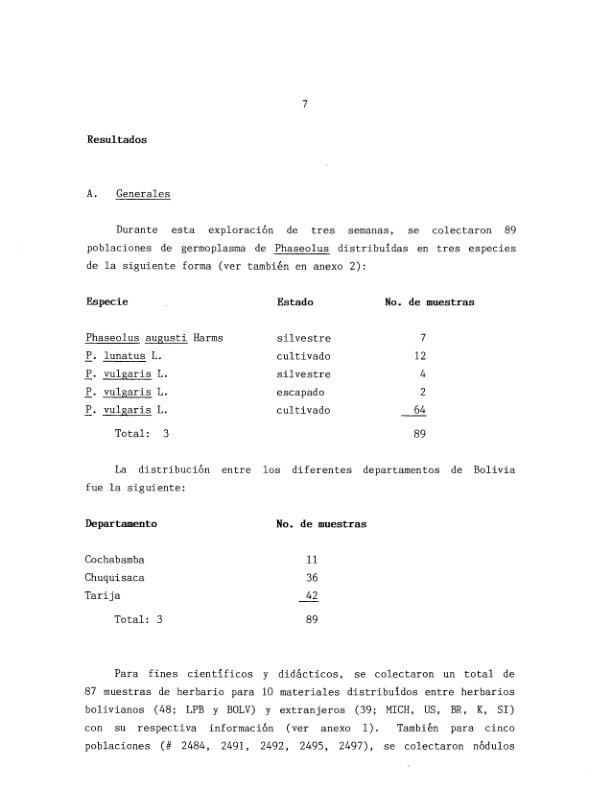 7
Resultados
A. Generales
Durante esta exploración de tres semanas, se colectaron 89
poblaciones de germoplasma de Phaseolus distribuídas en tres especies
de la siguiente forma (ver también en anexo 2):
Especie Estado No. de muestras
Phaseolus augusti Harms silvestre 7
P. lunatus L. cultivado 12
P. vulgaris L. silvestre 4
P. vulgaris L. escapado 2
P. vulgaris L. cultivado 64
Total: 3 89
La distribución entre los diferentes departamentos de Bolivia
fue la siguiente:
Departamento No. de muestras
Cochabamba 11
Chuquisaca 36
Tarija 42
Total: 3 89
Para fines científicos y didácticos, se colectaron un total de
87 muestras de herbario para 10 materiales distribuídos entre herbarios
bolivianos (48; LPB y BOLV) y extranjeros (39; MICH, US, BR, K, SI)
con su respectiva información (ver anexo 1). También para cinco
poblaciones (# 2484, 2491, 2492, 2495, 2497), se colectaron nódulos